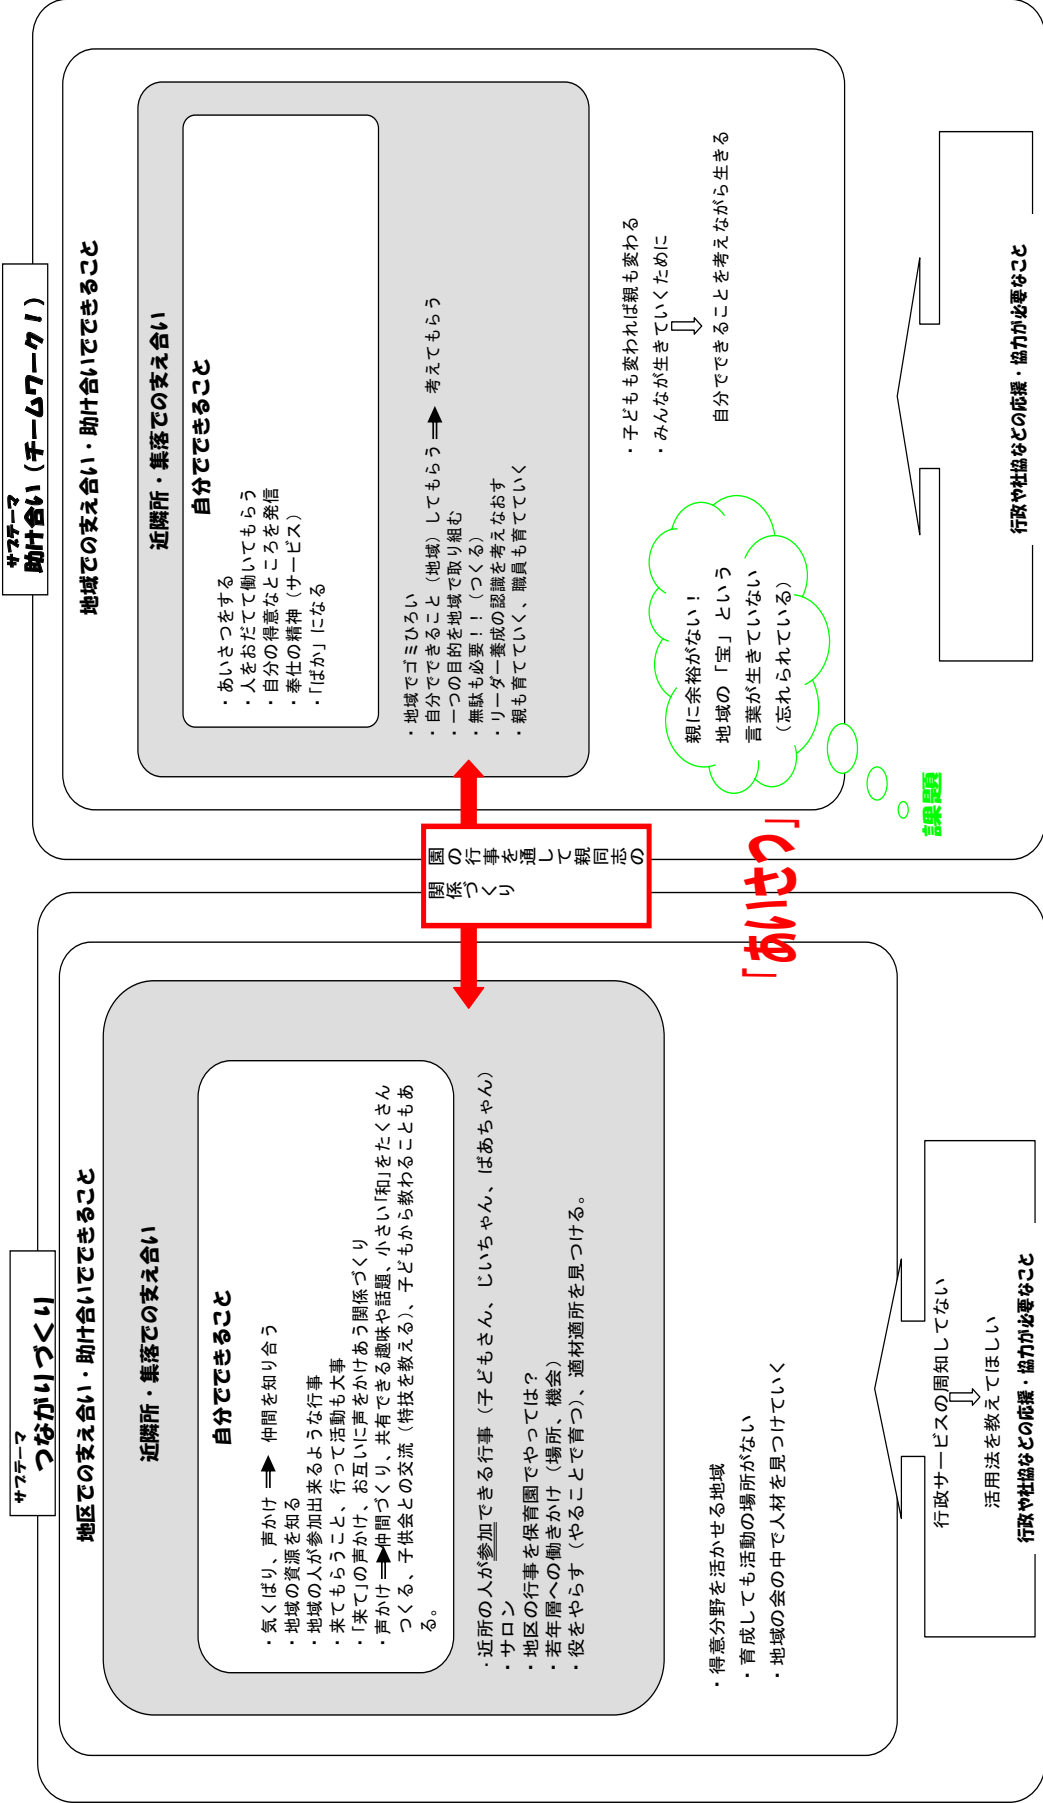 サブテーマ
つながりづくり
地区での支え合い・助け合いでできること
近隣所・集落での支え合い
自分でできること
・気くばり、声かけ ⇒ 仲間を知り合う
・地域の資源を知る
・地域の人が参加出来るような行事
・来てもらうこと、行って活動も大事
・「来て」の声かけ、お互いに声をかけあう関係づくり
・声かけ ⇒ 仲間づくり、共有できる趣味や話題、小さい「和」をたくさん
つくる、子供会との交流（特技を教える）、子どもから教わることもあ
る。
・近所の人が参加できる行事（子どもさん、じいちゃん、ばあちゃん）
・サロン
・地区の行事を保育園でやっては？
・若年層への働きかけ（場所、機会）
・役をやらす（やることで育つ）、適材適所を見つける。
・得意分野を活かせる地域
・育成しても活動の場所がない
・地域の会の中で人材を見つけていく
行政サービスの周知してない
⇒
活用法を教えてほしい
行政や社協などの応援・協力が必要なこと
園の行事を通して親同志の
関係づくり
「あいさつ」
サブテーマ
助け合い（チームワーク！）
地域での支え合い・助け合いでできること
近隣所・集落での支え合い
自分でできること
・あいさつをする
・人をおだてて働いてもらう
・自分の得意なところを発信
・奉仕の精神（サービス）
・「ばか」になる
・地域でゴミひろい
・自分でできること（地域）してもらう ⇒ 考えてもらう
・一つの目的を地域で取り組む
・無駄も必要！！（つくる）
・リーダー養成の認識を考えなおす
・親も育てていく、職員も育てていく
・子どもも変われば親も変わる
・みんなが生きていくために
⇒
自分でできることを考えながら生きる
親に余裕がない！
地域の「宝」という
言葉が生きていない
（忘れられている）
課題
行政や社協などの応援・協力が必要なこと